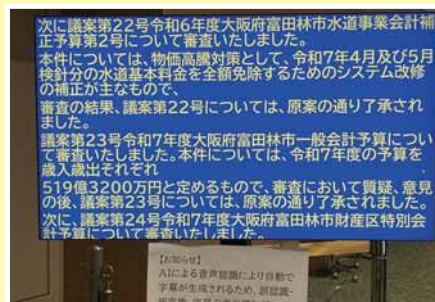 次に議案第22号令和6年度大阪府富田林市水道事業会計補
正予算第2号について審査いたしました。
本件については、物価高騰対策として、令和7年4月及び5月
検針分の水道基本料金を全額免除するためのシステム改修
の補正が主なもので、
審査の結果、議案第22号については、原案の通り了承され
ました。
議案第23号令和7年度大阪府富田林市一般会計予算につい
て審査いたしました。本件については、令和7年度の予算を
歳入歳出それぞれ
519億3200万円と定めるもので、審査において質疑、意見
の後、議案第23号については、原案の通り了承されました。
次に、議案第24号令和7年度大阪府富田林市財産区特別会
計予算について審査いたしました。
【お知らせ】
AIによる音声認識により自動で
字幕が生成されるため、誤認識・